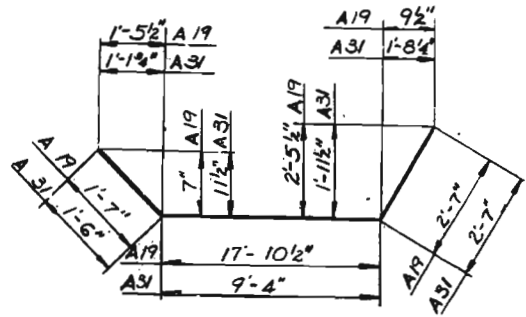 1'-5½" A19
1'-1¾" A31
A19 9½"
A31 1'-8¼"
A19 1'-7"
A31 1'-6"
7" A19
11½" A31
2'-5½" A19
1'-11½" A31
2'-7" A19
2'-7" A31
A19 17'-10½"
A31 9'-4"